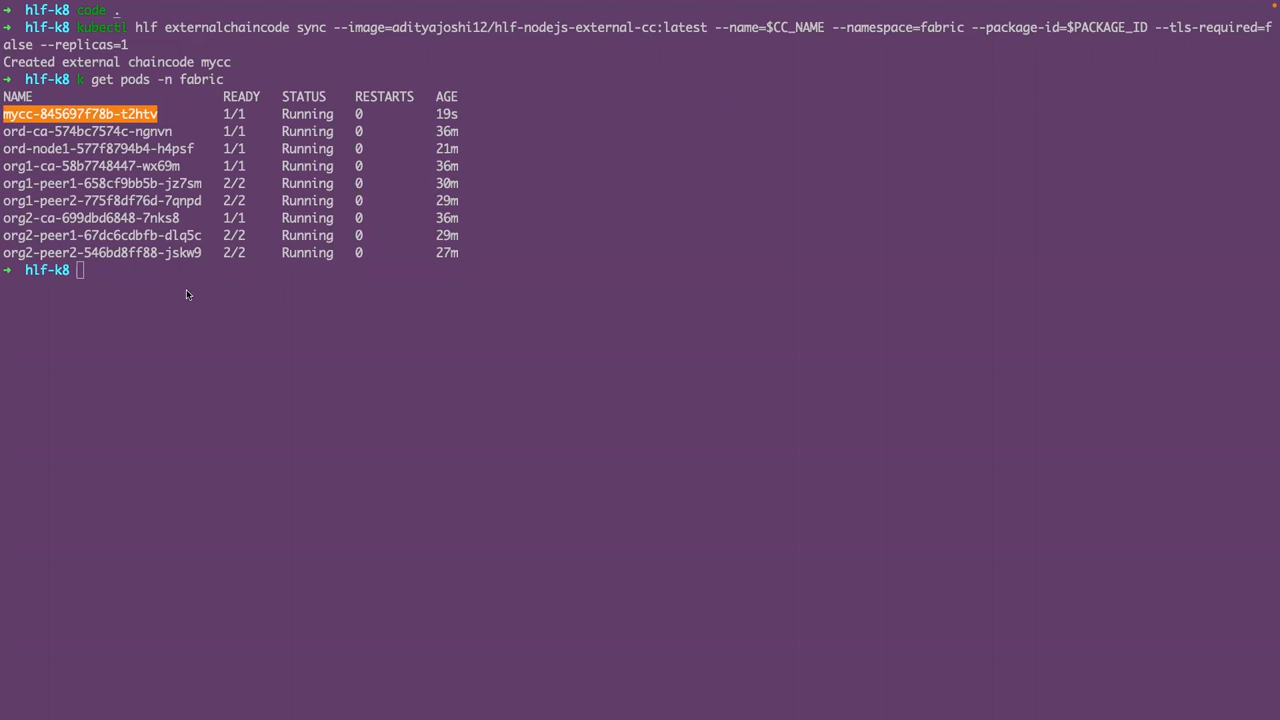 ➜  hlf-k8 code .
➜  hlf-k8 kubectl hlf externalchaincode sync --image=adityajoshi12/hlf-nodejs-external-cc:latest --name=$CC_NAME --namespace=fabric --package-id=$PACKAGE_ID --tls-required=f
alse --replicas=1
Created external chaincode mycc
➜  hlf-k8 k get pods -n fabric
NAME                         READY   STATUS    RESTARTS   AGE
mycc-845697f78b-t2htv        1/1     Running   0          19s
ord-ca-574bc7574c-ngnvn      1/1     Running   0          36m
ord-node1-577f8794b4-h4psf   1/1     Running   0          21m
org1-ca-58b7748447-wx69m     1/1     Running   0          36m
org1-peer1-658cf9bb5b-jz7sm  2/2     Running   0          30m
org1-peer2-775f8df76d-7qnpd  2/2     Running   0          29m
org2-ca-699dbd6848-7nks8     1/1     Running   0          36m
org2-peer1-67dc6cdbfb-dlq5c  2/2     Running   0          29m
org2-peer2-546bd8ff88-jskw9  2/2     Running   0          27m
➜  hlf-k8